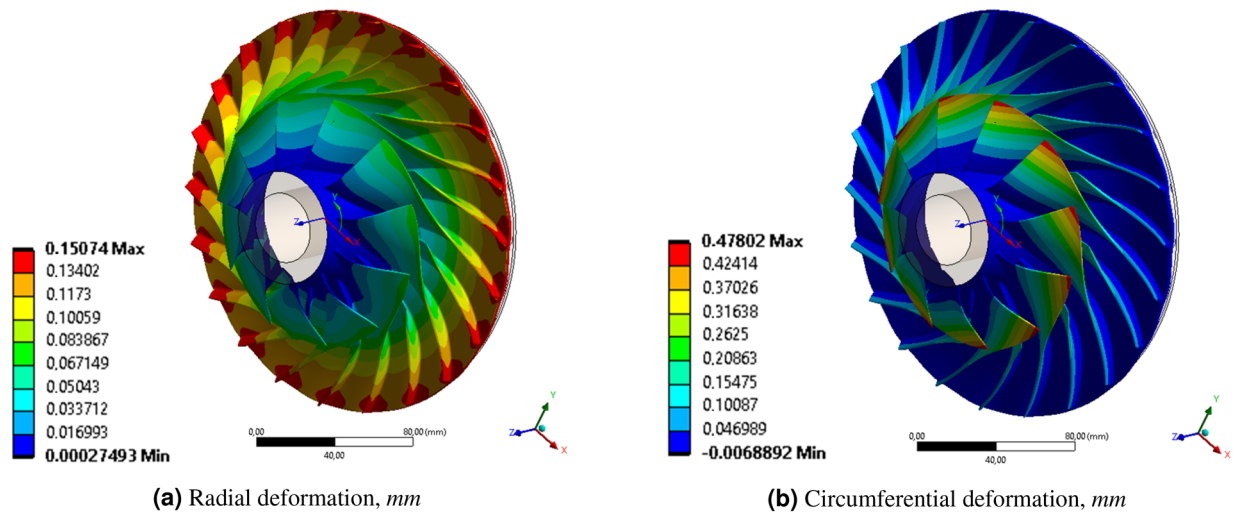 0.15074 Max
0.13402
0.1173
0.10059
0.083867
0.067149
0.05043
0.033712
0.016993
0.00027493 Min
Y
Z
X
0,00
80,00 (mm)
40,00
Y
Z
X
(a) Radial deformation, mm
0.47802 Max
0.42414
0.37026
0.31638
0.2625
0.20863
0.15475
0.10087
0.046989
-0.0068892 Min
Y
Z
X
0,00
80,00 (mm)
40,00
Y
Z
X
(b) Circumferential deformation, mm